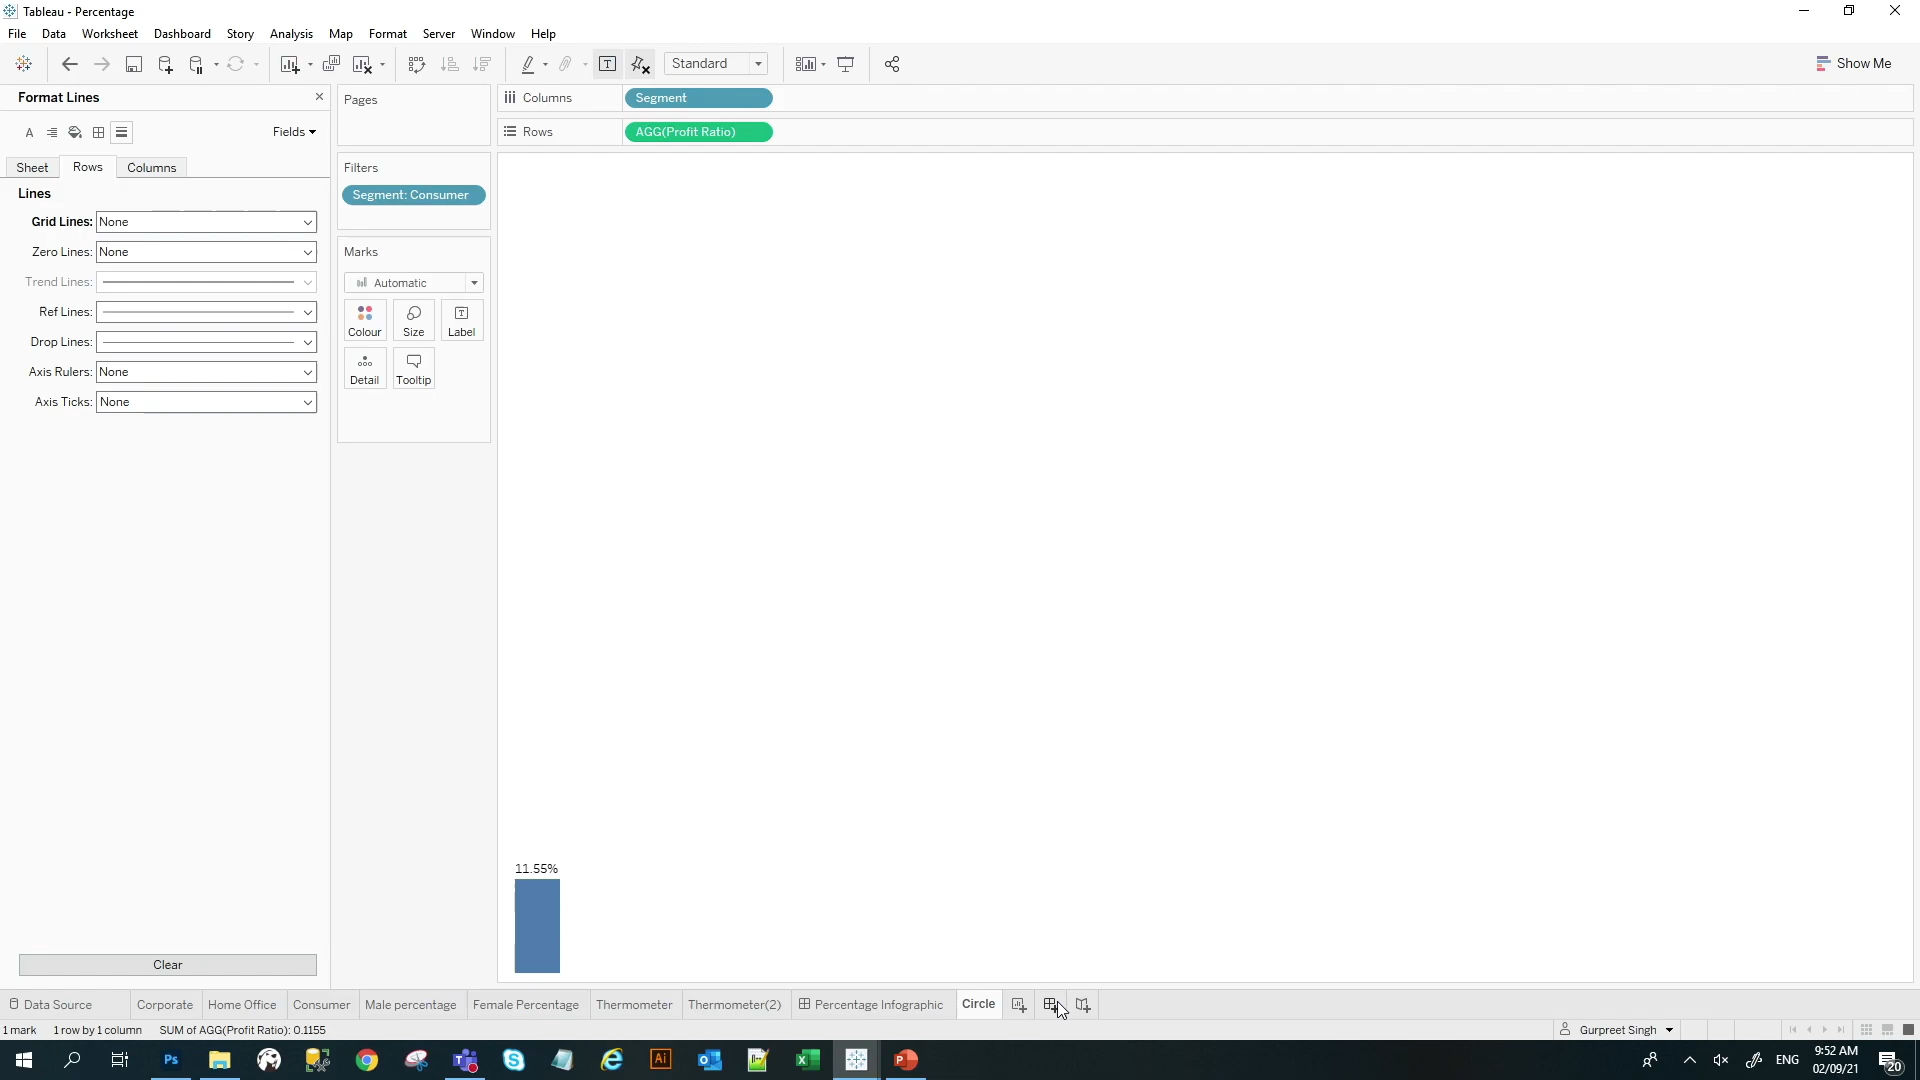 Tableau - Percentage
File Data Worksheet Dashboard Story Analysis Map Format Server Window Help
Standard
Show Me
Format Lines
Fields
Sheet Rows Columns
Lines
Grid Lines: None
Zero Lines: None
Trend Lines:
Ref Lines:
Drop Lines:
Axis Rulers: None
Axis Ticks: None
Clear
Pages
Filters
Segment: Consumer
Marks
Automatic
Colour Size Label
Detail Tooltip
Columns Segment
Rows AGG(Profit Ratio)
11.55%
Data Source Corporate Home Office Consumer Male percentage Female Percentage Thermometer Thermometer(2) Percentage Infographic Circle
1 mark 1 row by 1 column SUM of AGG(Profit Ratio): 0.1155 Gurpreet Singh
Ps Ai ENG
9:52 AM
02/09/21
20